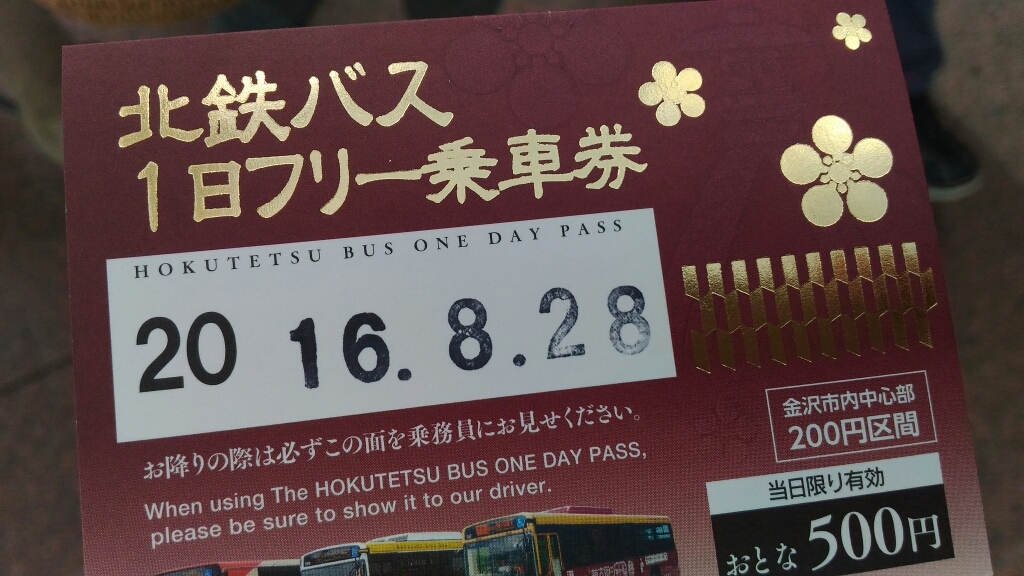 北鉄バス
1日フリー乗車券
HOKUTETSU BUS ONE DAY PASS
20 16. 8. 28
お降りの際は必ずこの面を乗務員にお見せください。
When using The HOKUTETSU BUS ONE DAY PASS,
please be sure to show it to our driver.
金沢市内中心部
200円区間
当日限り有効
おとな 500円